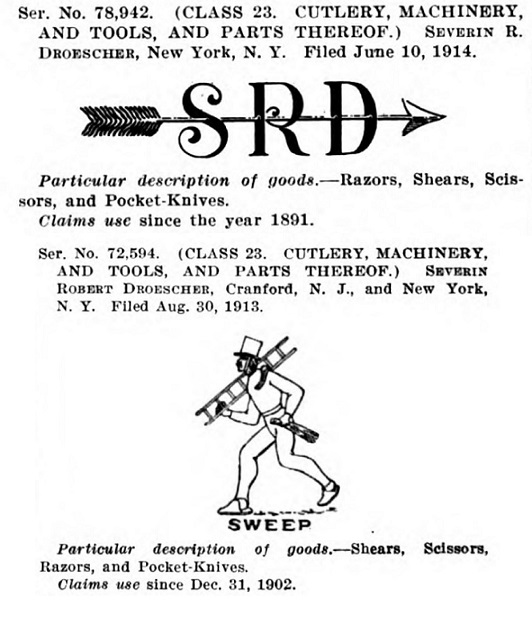 Ser. No. 78,942. (CLASS 23. CUTLERY, MACHINERY,
AND TOOLS, AND PARTS THEREOF.) SEVERIN R.
DROESCHER, New York, N. Y. Filed June 10, 1914.
SRD
Particular description of goods.—Razors, Shears, Scis-
sors, and Pocket-Knives.
Claims use since the year 1891.
Ser. No. 72,594. (CLASS 23. CUTLERY, MACHINERY,
AND TOOLS, AND PARTS THEREOF.) SEVERIN
ROBERT DROESCHER, Cranford, N. J., and New York,
N. Y. Filed Aug. 30, 1913.
SWEEP
Particular description of goods.—Shears, Scissors,
Razors, and Pocket-Knives.
Claims use since Dec. 31, 1902.